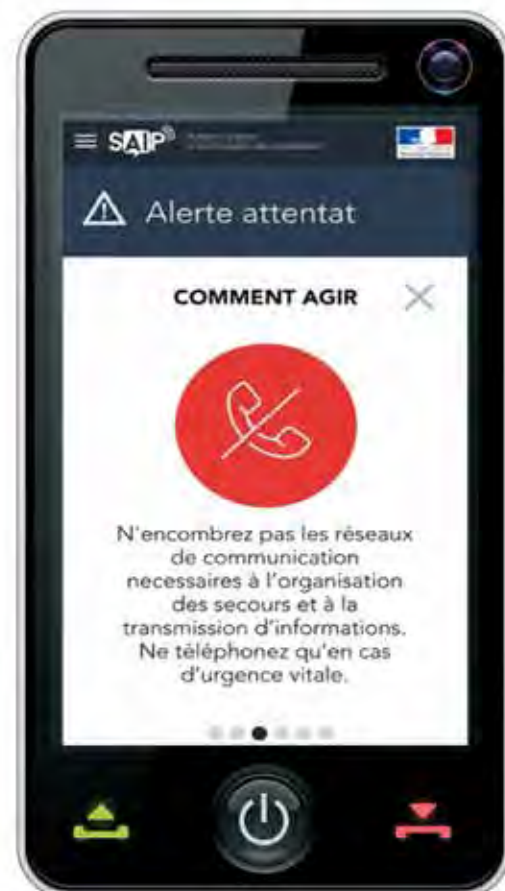 SAIP
Alerte attentat
COMMENT AGIR
N'encombrez pas les réseaux
de communication
necessaires à l'organisation
des secours et à la
transmission d'informations.
Ne téléphonez qu'en cas
d'urgence vitale.